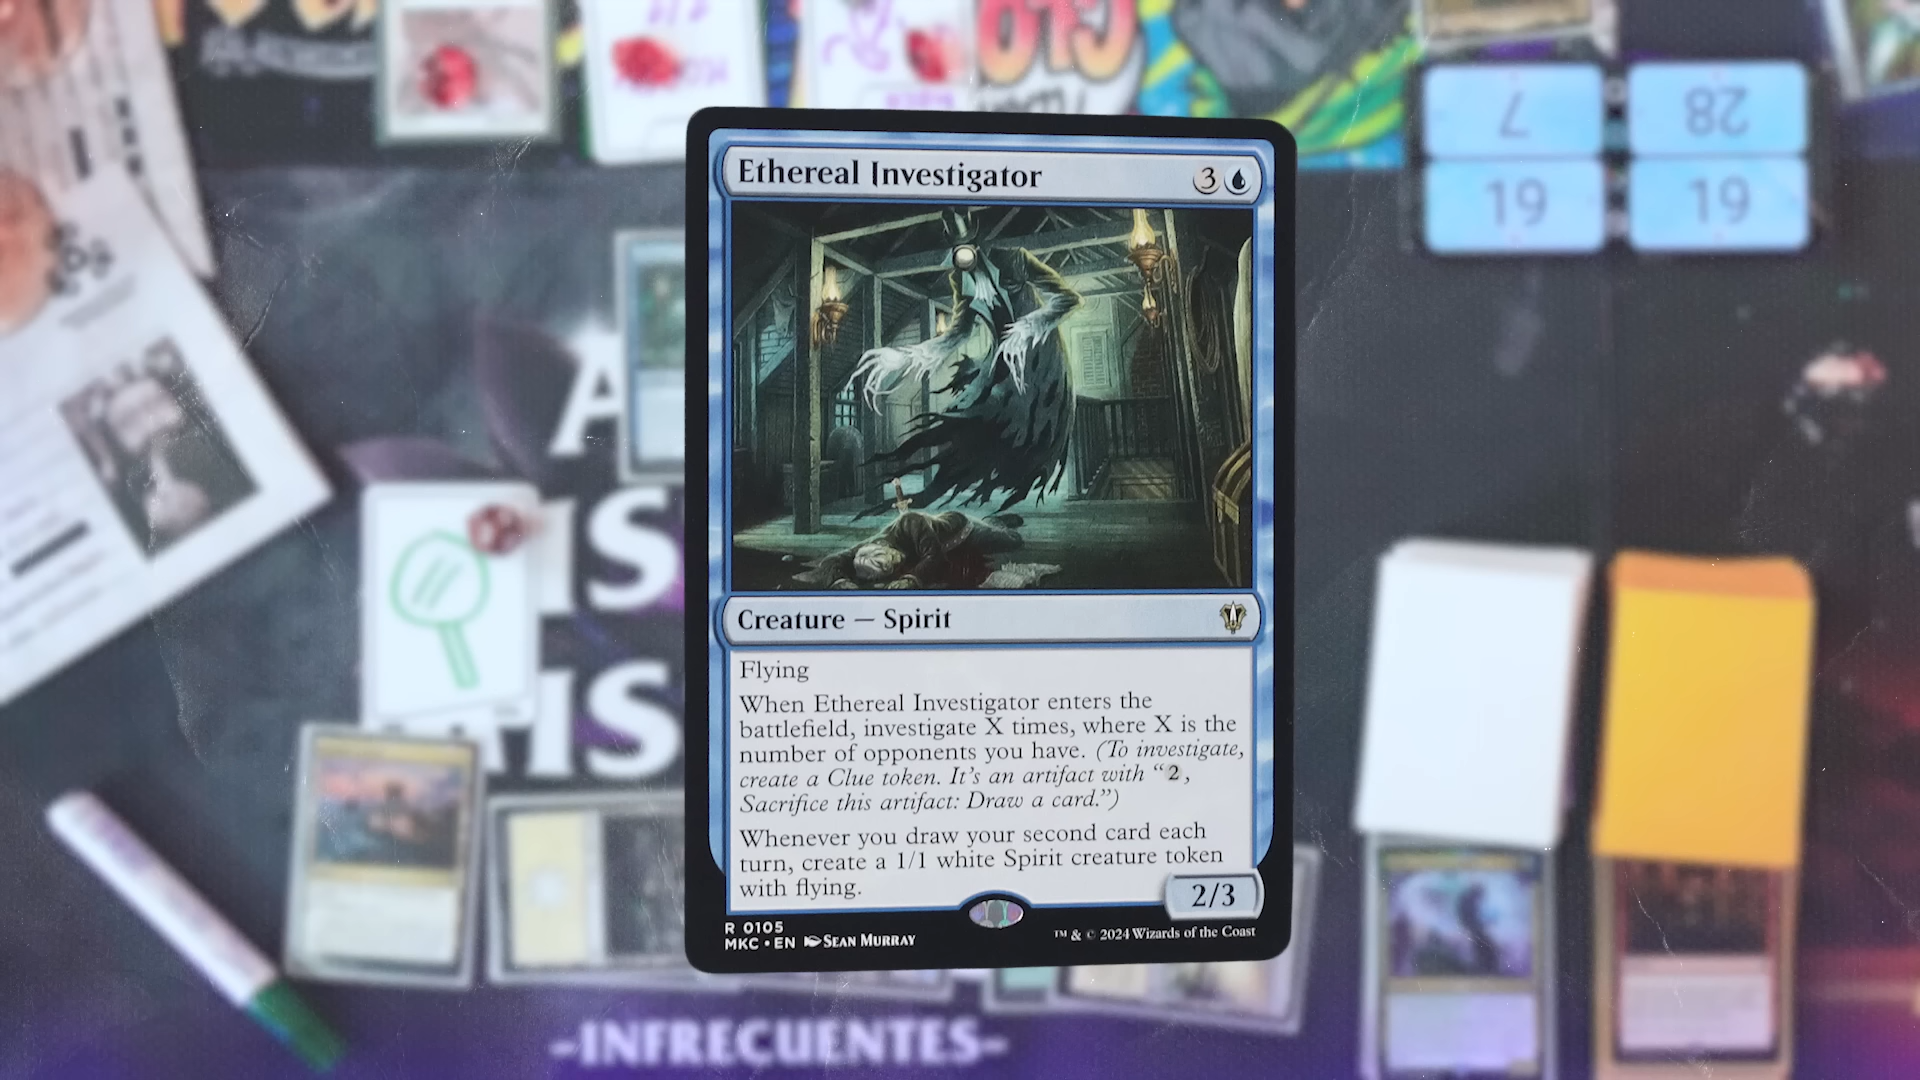 7
28
19
19
Ethereal Investigator
3
Creature — Spirit
Flying
When Ethereal Investigator enters the
battlefield, investigate X times, where X is the
number of opponents you have. (To investigate,
create a Clue token. It's an artifact with “2,
Sacrifice this artifact: Draw a card.”)
Whenever you draw your second card each
turn, create a 1/1 white Spirit creature token
with flying.
2/3
R 0105
MKC • EN SEAN MURRAY
™ & © 2024 Wizards of the Coast
-INFRECUENTES-